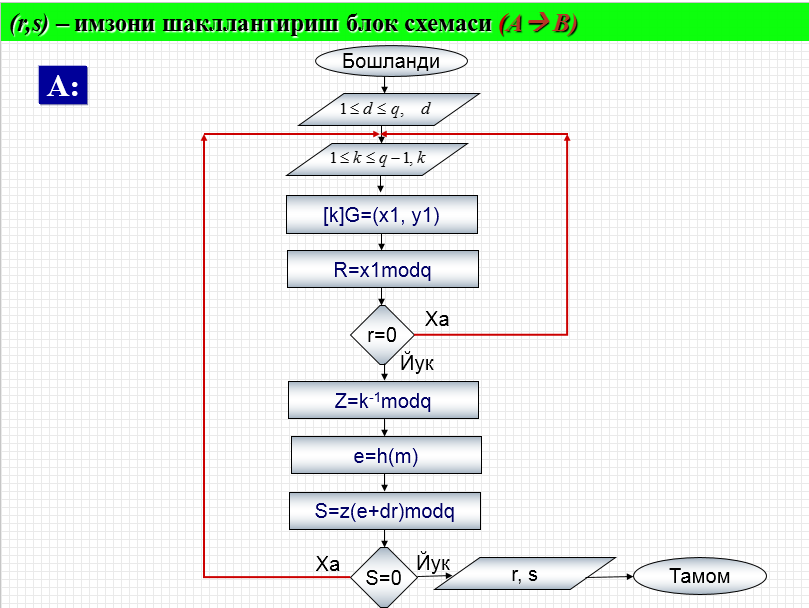 (r,s) – имзони шакллантириш блок схемаси (A→ B)
A:
Бошланди
1 ≤ d ≤ q, d
1 ≤ k ≤ q − 1, k
[k]G=(x1, y1)
R=x1modq
r=0
Ха
Йук
Z=k⁻¹modq
e=h(m)
S=z(e+dr)modq
Ха
S=0
Йук
r, s
Тамом